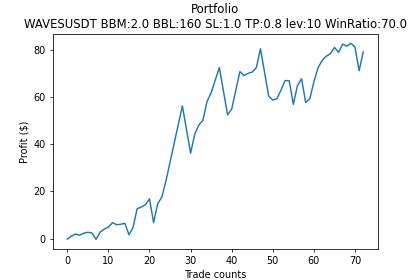 Portfolio
WAVESUSDT BBM:2.0 BBL:160 SL:1.0 TP:0.8 lev:10 WinRatio:70.0
80
60
40
20
0
Profit ($)
0 10 20 30 40 50 60 70
Trade counts